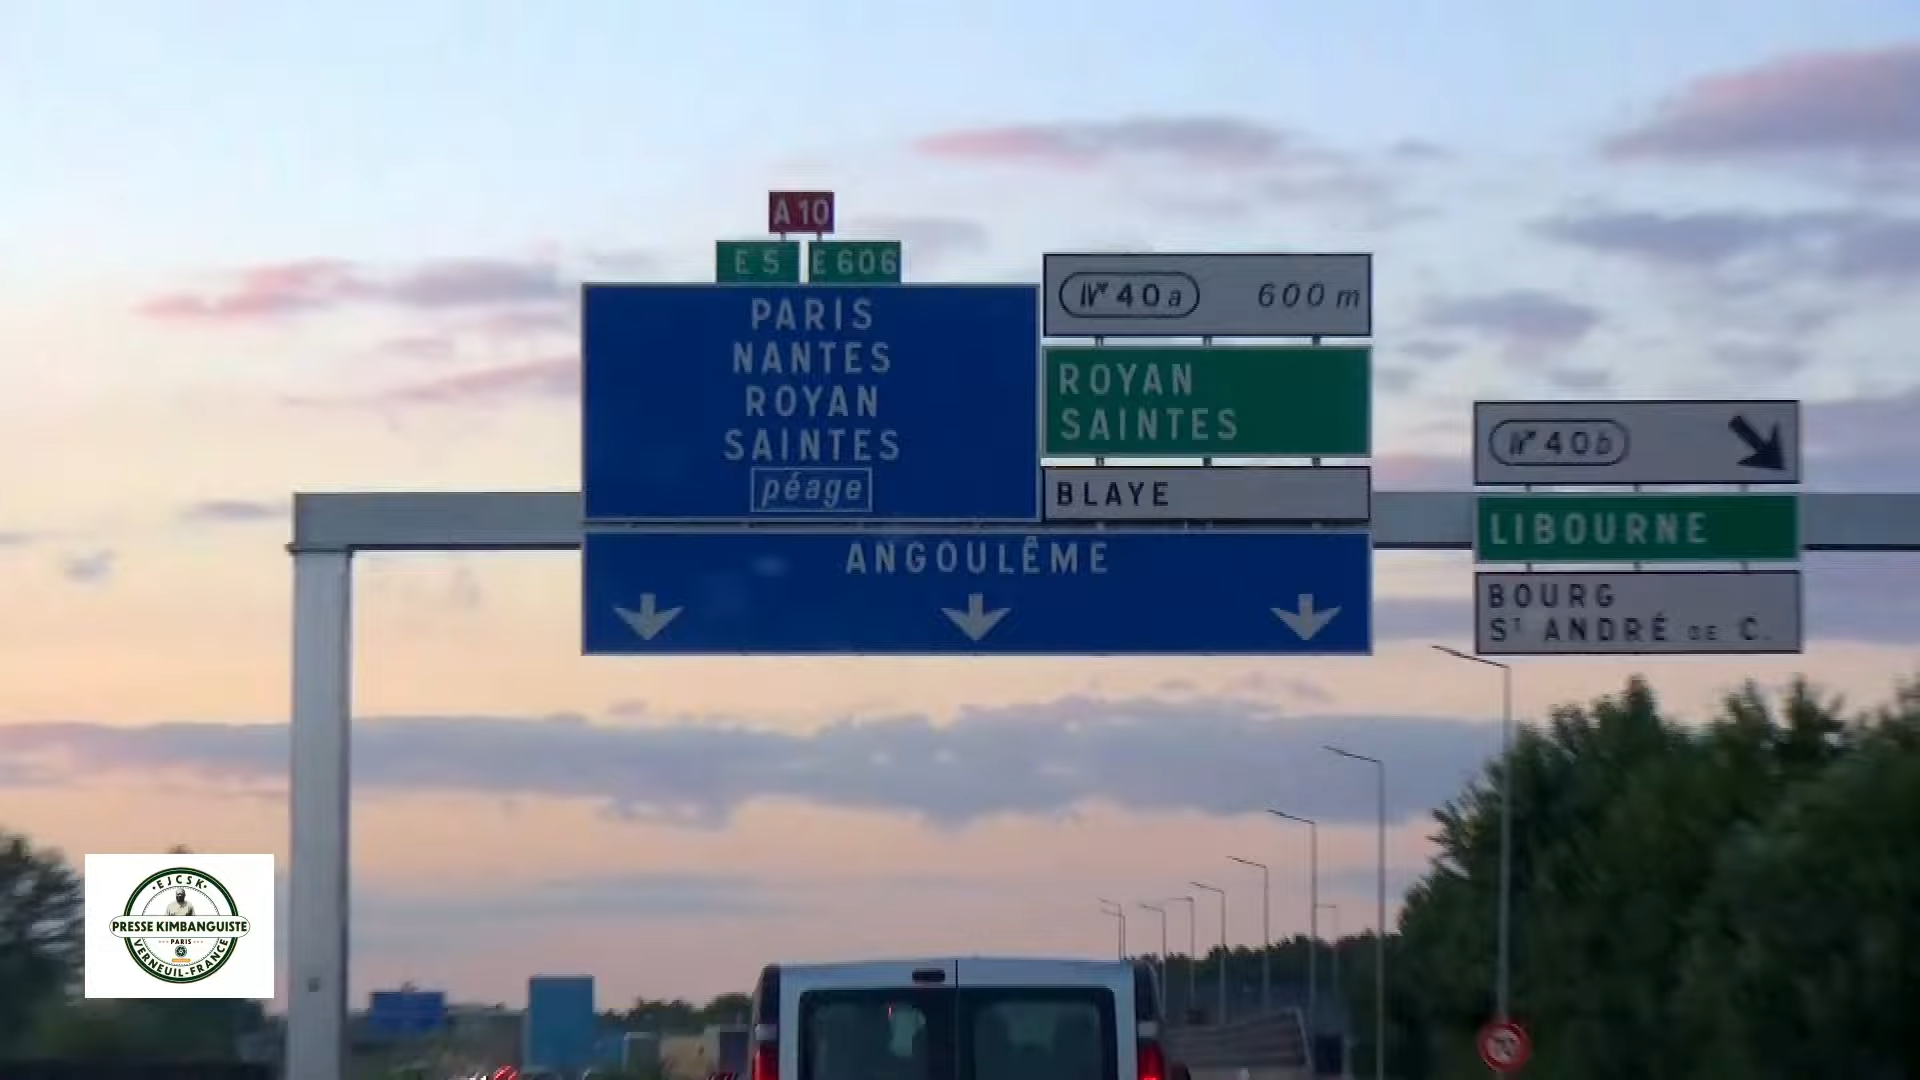 A 10
E 5 E 606
PARIS
NANTES
ROYAN
SAINTES
péage
40a 600 m
ROYAN
SAINTES
BLAYE
ANGOULÊME
40b
LIBOURNE
BOURG
ST ANDRÉ DE C.
EJCSK
PRESSE KIMBANGUISTE
PARIS
VERNEUIL-FRANCE